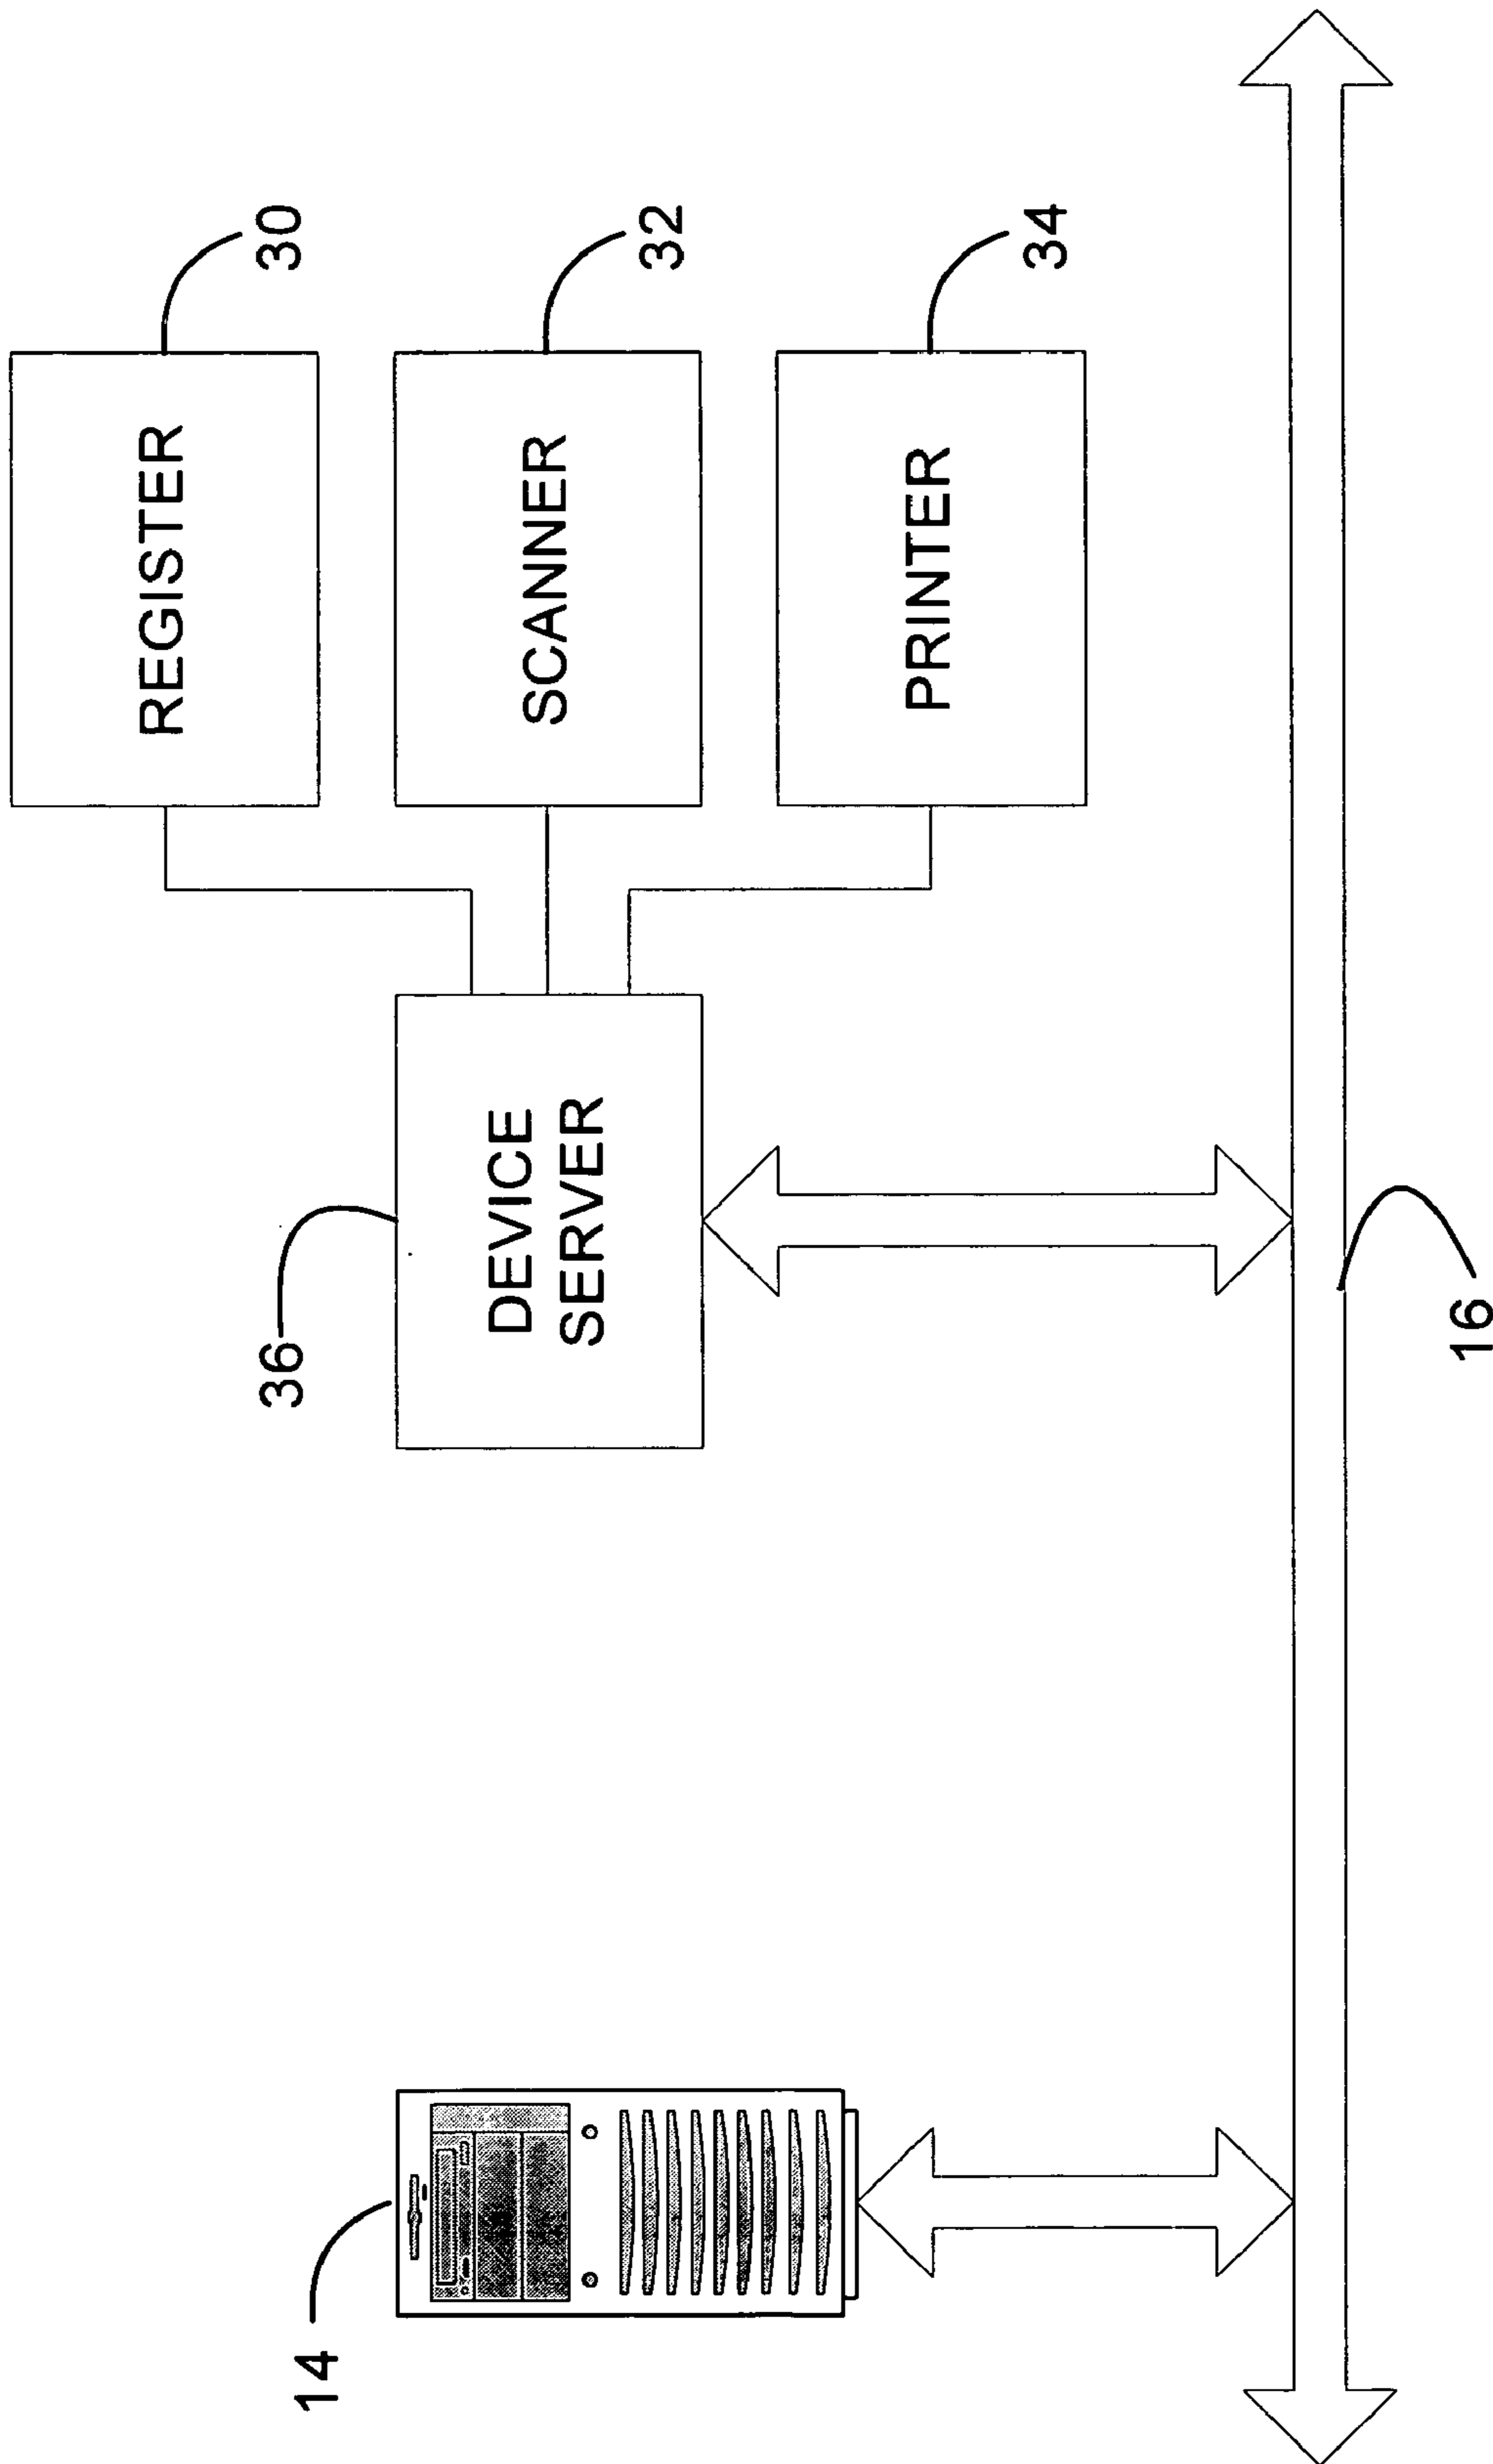 REGISTER
30
SCANNER
32
PRINTER
34
36
DEVICE
SERVER
14
16